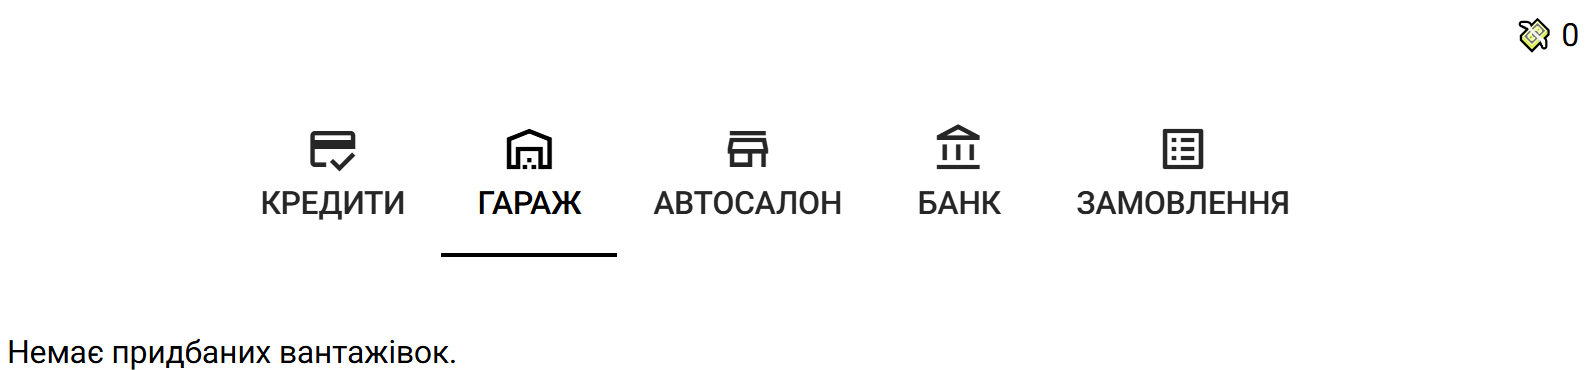 0
КРЕДИТИ ГАРАЖ АВТОСАЛОН БАНК ЗАМОВЛЕННЯ
Немає придбаних вантажівок.